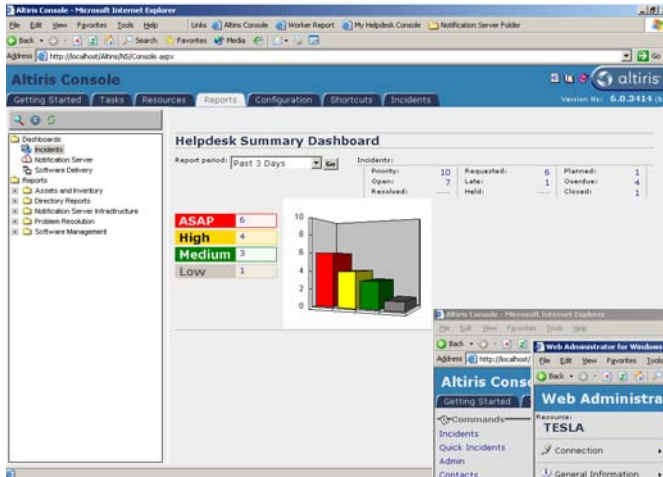 Altiris Console - Microsoft Internet Explorer
File Edit View Favorites Tools Help Links Altiris Console Worker Report My Helpdesk Console Notification Server Folder
Back Search Favorites Media
Address http://localhost/Altiris/NS/Console.aspx Go
Altiris Console altiris
Getting Started Tasks Resources Reports Configuration Shortcuts Incidents Version No: 6.0.3414
Dashboards
Incidents
Notification Server
Software Delivery
Reports
Assets and Inventory
Directory Reports
Notification Server Infrastructure
Problem Resolution
Software Management
Helpdesk Summary Dashboard
Report period: Past 3 Days Go
Incidents:
Priority: 10 Requested: 6 Planned: 1
Open: 7 Late: 1 Overdue: 4
Resolved: ---- Held: ---- Closed: 1
ASAP 6
High 4
Medium 3
Low 1
10
8
6
4
2
0
Altiris Console - Microsoft Internet Explorer
File Edit View Favorites Tools Help
Back
Address http://localhost/
Altiris Conso
Getting Started
Commands
Incidents
Quick Incidents
Admin
Contacts
Web Administrator for Windows
File Edit View Favorites Tools
Back
Web Administra
Resource:
TESLA
Connection
General Information